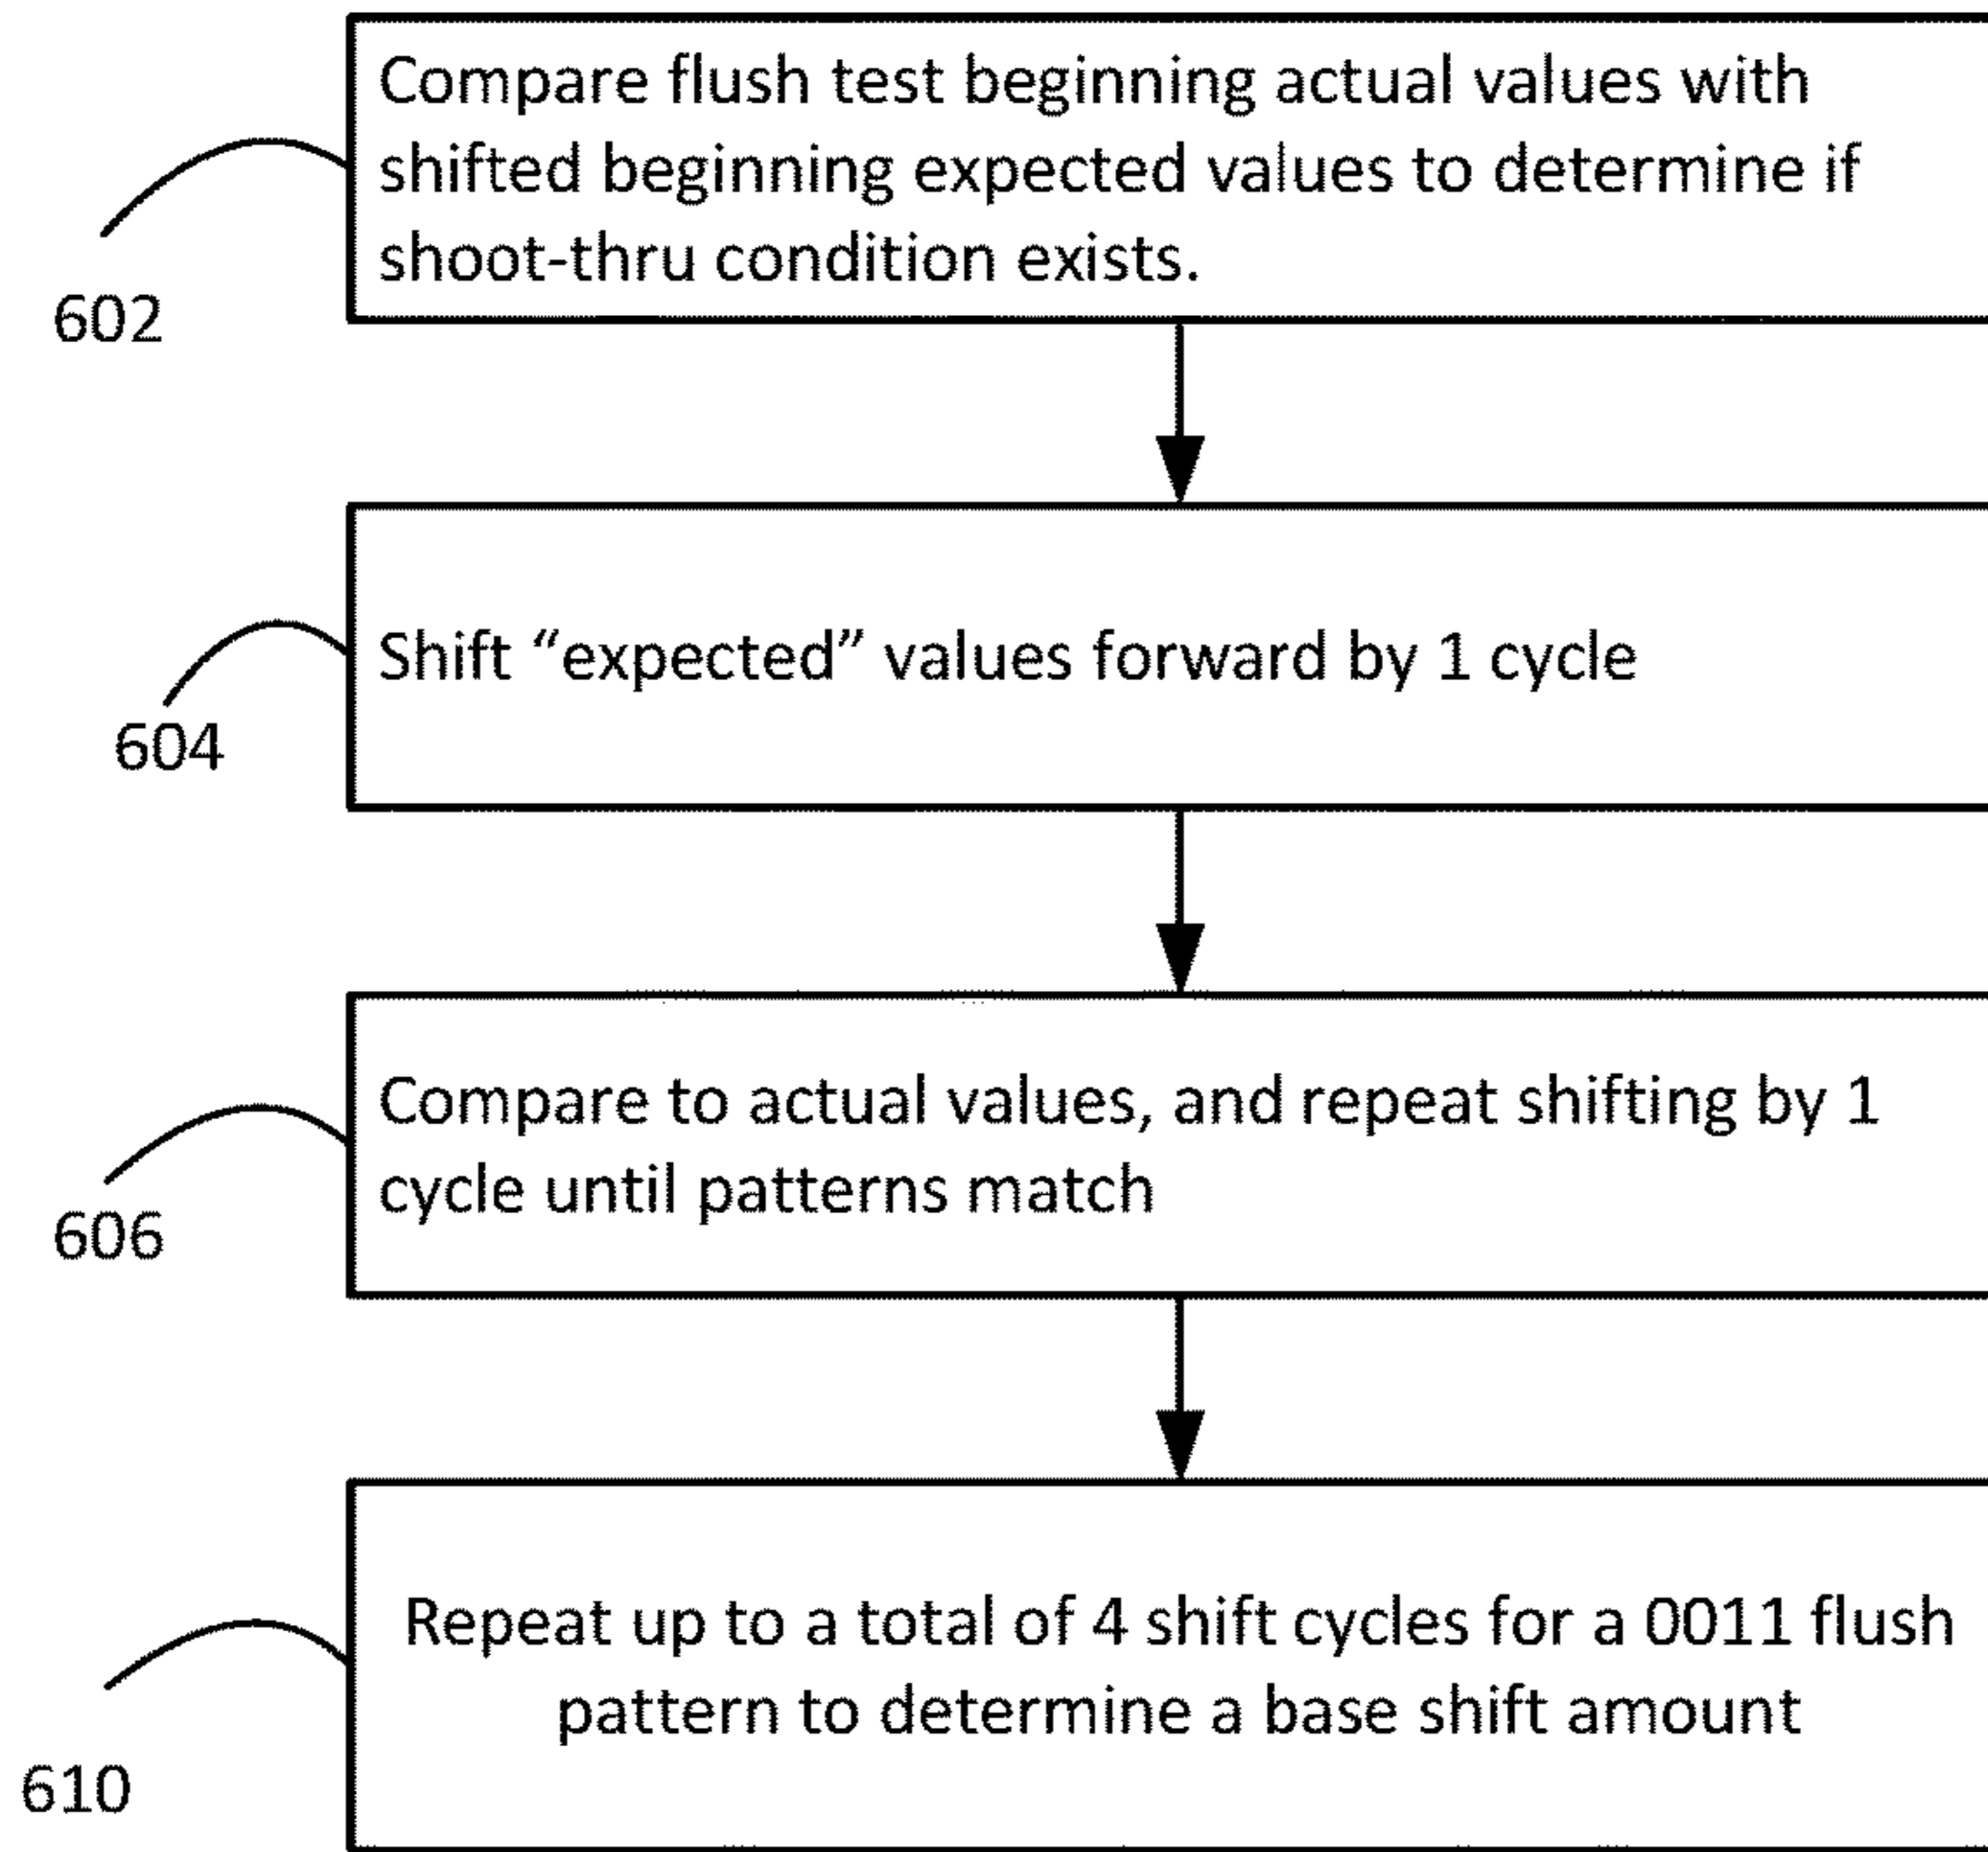 Compare flush test beginning actual values with
shifted beginning expected values to determine if
shoot-thru condition exists.
602
Shift “expected” values forward by 1 cycle
604
Compare to actual values, and repeat shifting by 1
cycle until patterns match
606
Repeat up to a total of 4 shift cycles for a 0011 flush
pattern to determine a base shift amount
610